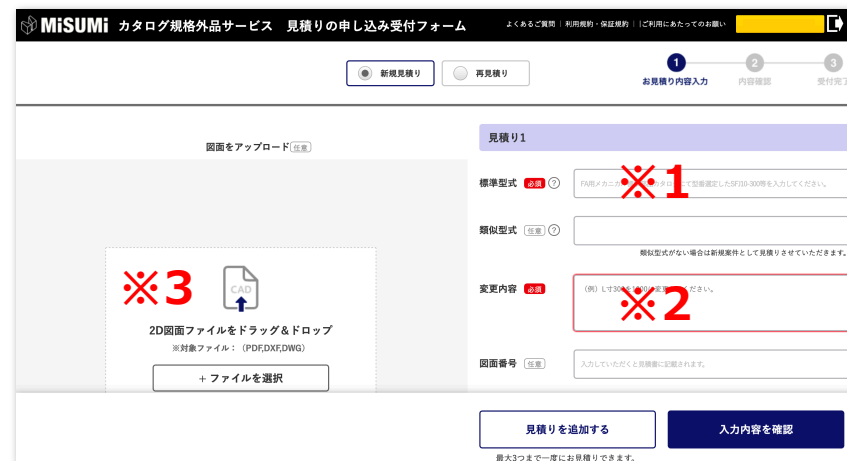 MiSUMi カタログ規格外品サービス 見積りの申し込み受付フォーム
よくあるご質問 | 利用規約・保証規約 | ご利用にあたってのお願い
新規見積り 再見積り
1 2 3
お見積り内容入力 内容確認 受付完了
図面をアップロード 任意
見積り1
標準型式 必須 ?
※1
類似型式 任意 ?
類似型式がない場合は新規案件として見積りさせていただきます。
変更内容 必須
※2
※3
CAD
2D図面ファイルをドラッグ&ドロップ
※対象ファイル：（PDF,DXF,DWG）
+ ファイルを選択
図面番号 任意
入力していただくと見積書に記載されます。
見積りを追加する
入力内容を確認
最大3つまで一度にお見積りできます。